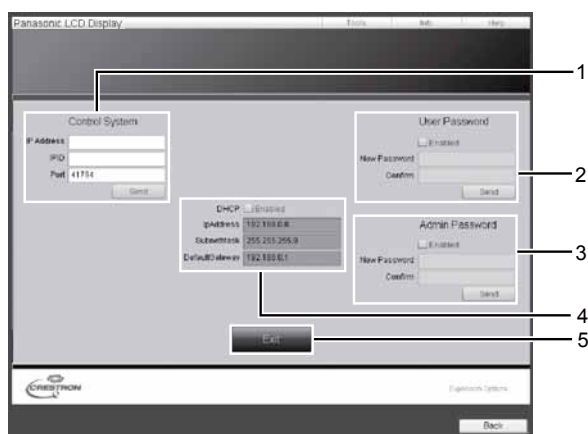 Panasonic LCD Display
Tools
Info
Help
1
Control System
IP Address
IPID
Port 41794
Send
User Password
Enabled
New Password
Confirm
Send
2
DHCP Enabled
IpAddress 192.168.0.8
SubnetMask 255.255.255.0
DefaultGateway 192.168.0.1
Admin Password
Enabled
New Password
Confirm
Send
3
4
Exit
5
CRESTRON
Expansion Options
Back